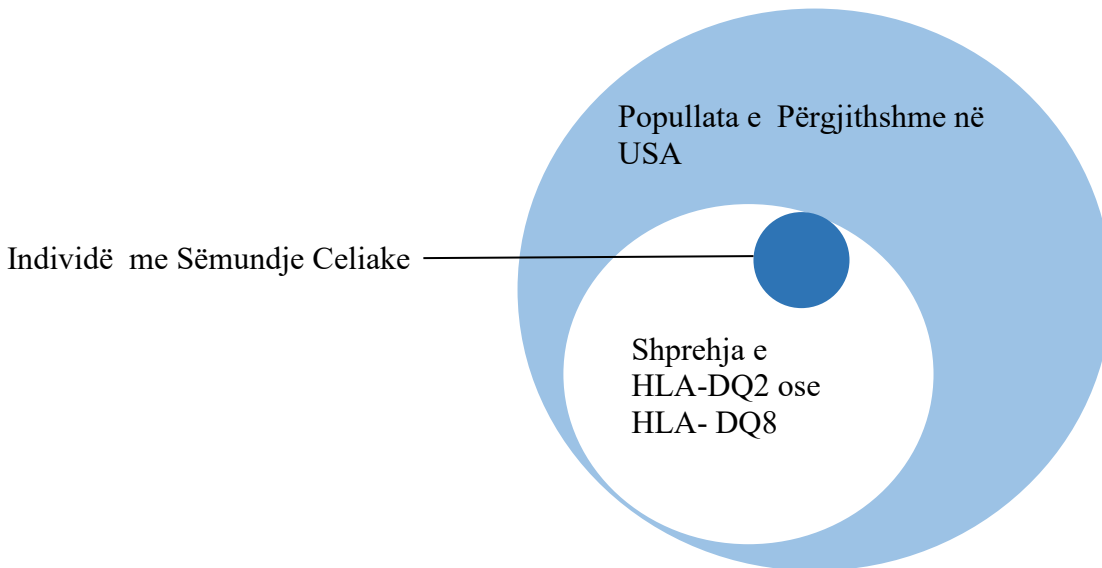 Popullata e  Përgjithshme në
USA
Individë  me Sëmundje Celiake
Shprehja e
HLA-DQ2 ose
HLA- DQ8